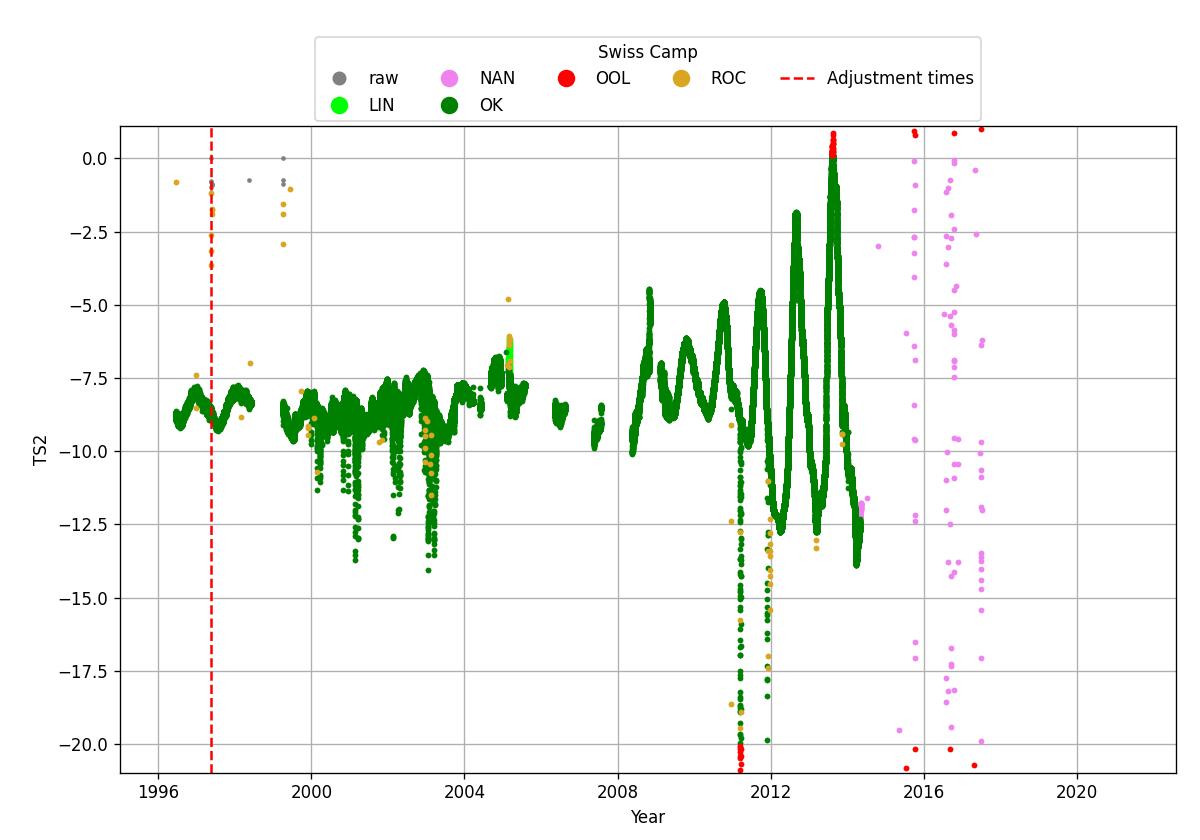 Swiss Camp
raw NAN OOL ROC Adjustment times
LIN OK
0.0
−2.5
−5.0
−7.5
−10.0
−12.5
−15.0
−17.5
−20.0
TS2
1996 2000 2004 2008 2012 2016 2020
Year